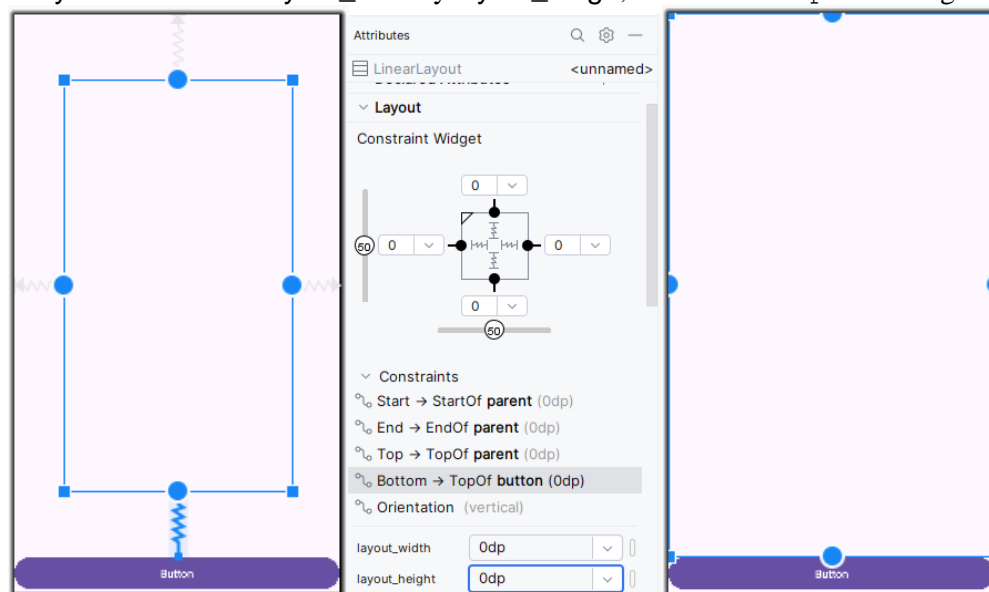 Attributes
LinearLayout <unnamed>
Layout
Constraint Widget
0
50 0 0
0
50
Constraints
Start → StartOf parent (0dp)
End → EndOf parent (0dp)
Top → TopOf parent (0dp)
Bottom → TopOf button (0dp)
Orientation (vertical)
layout_width 0dp
layout_height 0dp
Button
Button